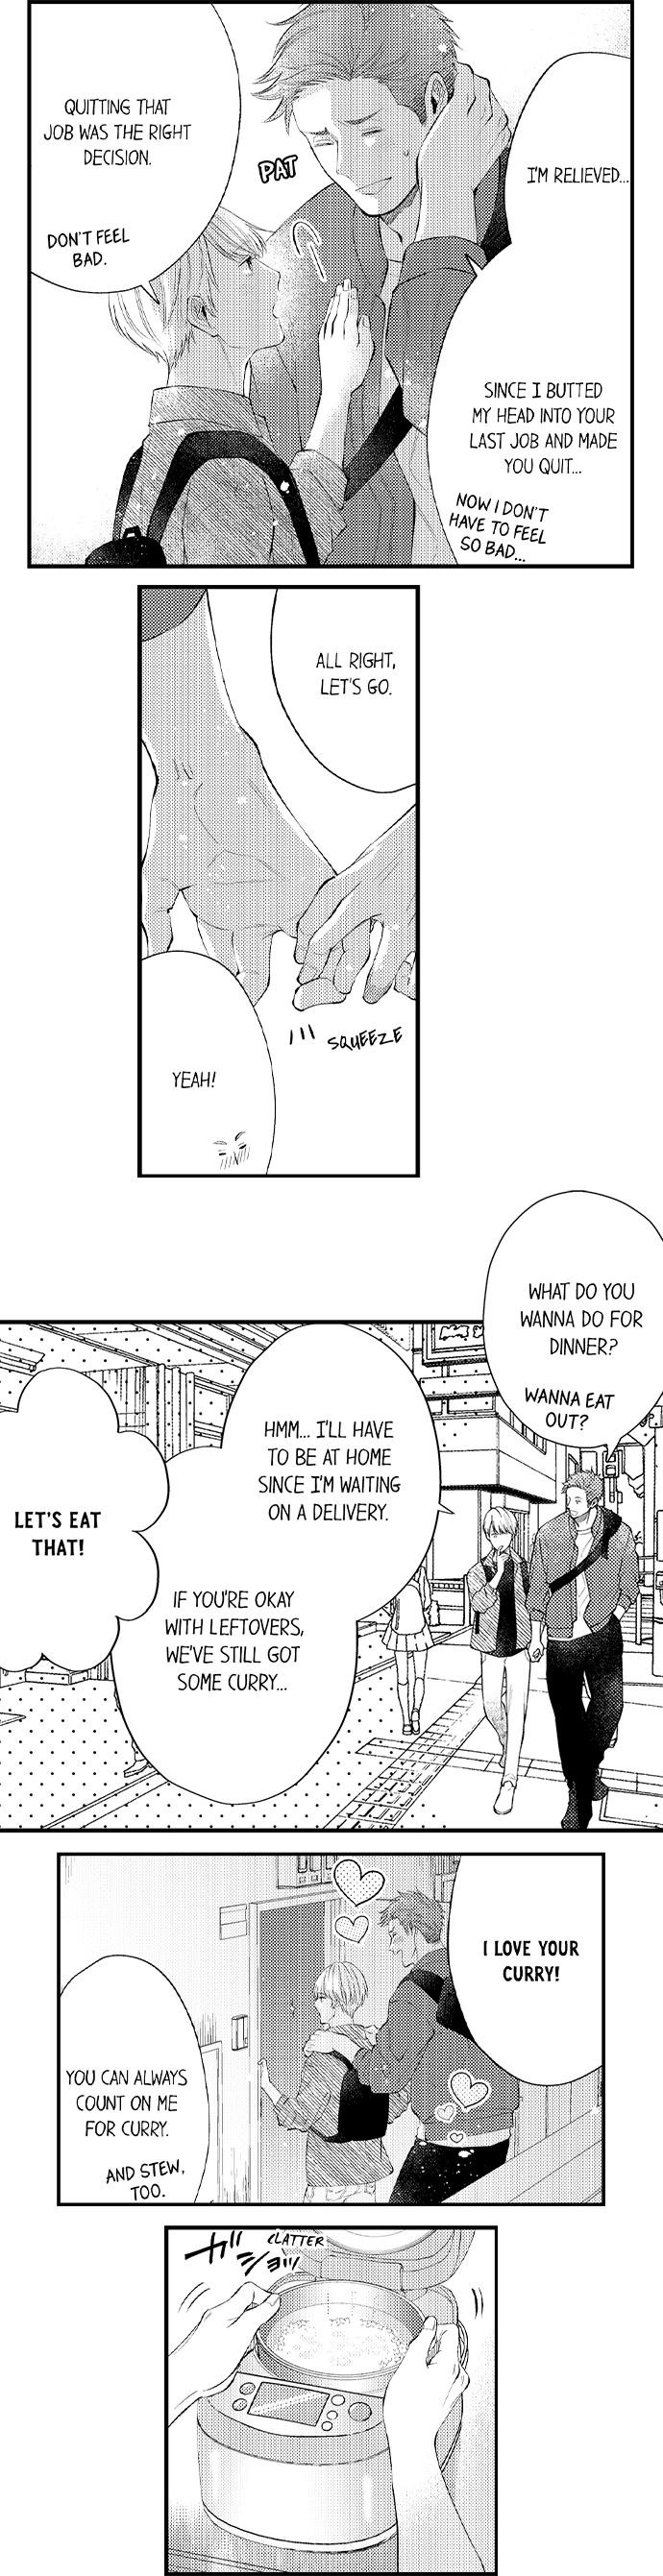 QUITTING THAT
JOB WAS THE RIGHT
DECISION.
DON'T FEEL
BAD.
PAT
I'M RELIEVED...
SINCE I BUTTED
MY HEAD INTO YOUR
LAST JOB AND MADE
YOU QUIT...
NOW I DON'T
HAVE TO FEEL
SO BAD...
ALL RIGHT,
LET'S GO.
SQUEEZE
YEAH!
WHAT DO YOU
WANNA DO FOR
DINNER?
WANNA EAT
OUT?
HMM... I'LL HAVE
TO BE AT HOME
SINCE I'M WAITING
ON A DELIVERY.
IF YOU'RE OKAY
WITH LEFTOVERS,
WE'VE STILL GOT
SOME CURRY...
LET'S EAT
THAT!
I LOVE YOUR
CURRY!
YOU CAN ALWAYS
COUNT ON ME
FOR CURRY.
AND STEW,
TOO.
ガショッ
CLATTER